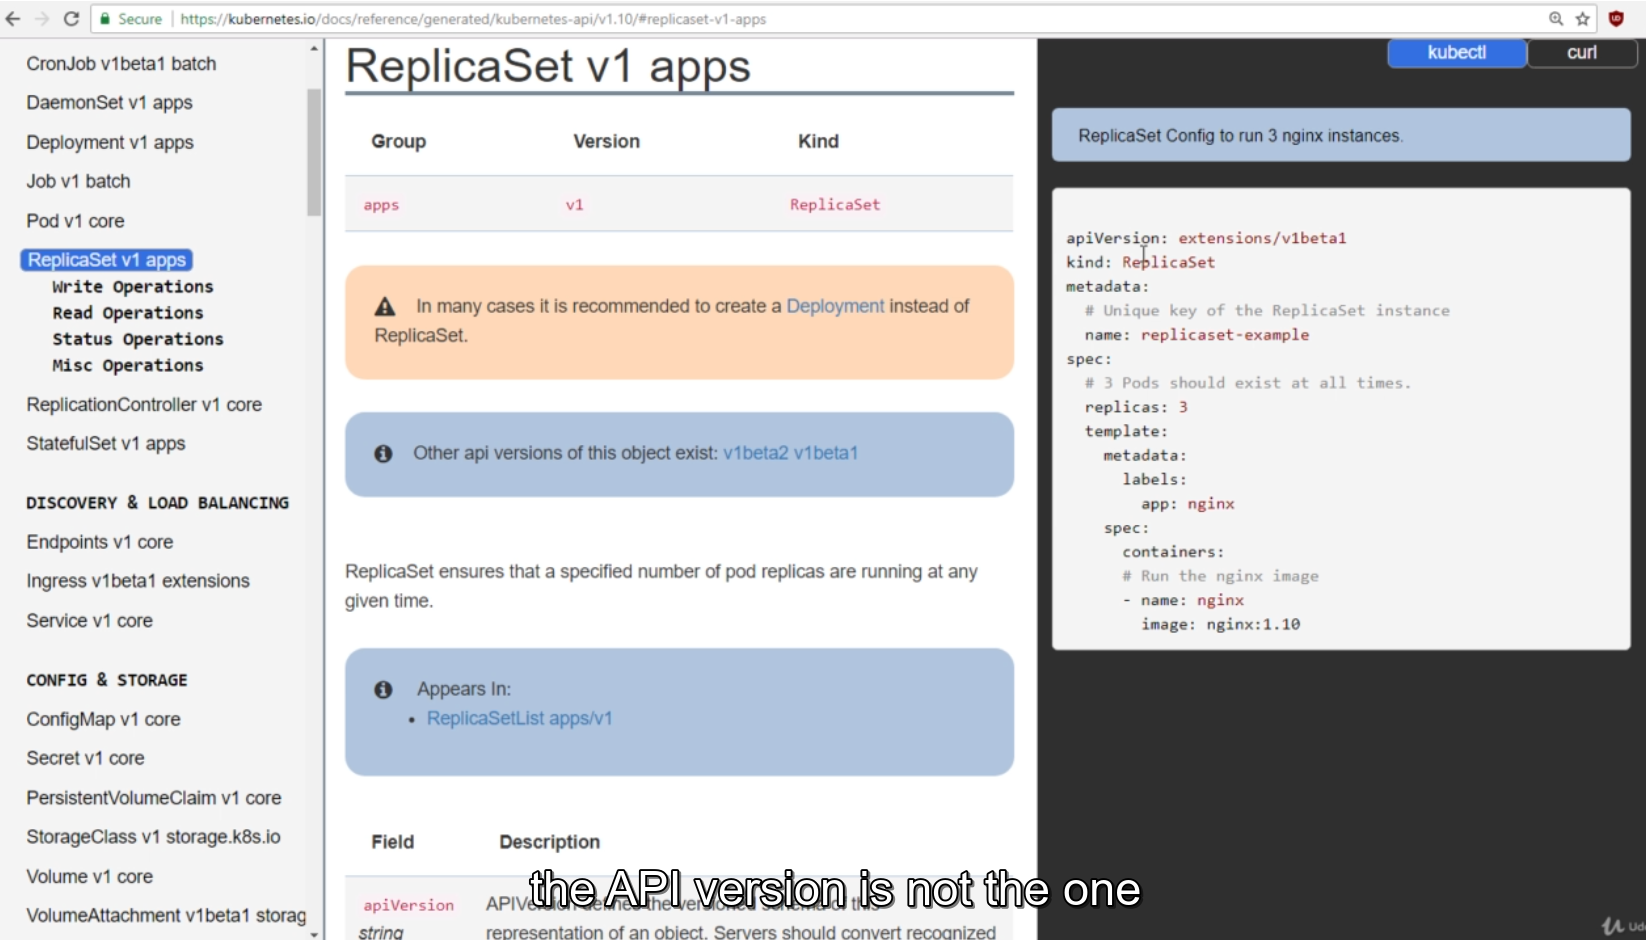 Secure | https://kubernetes.io/docs/reference/generated/kubernetes-api/v1.10/#replicaset-v1-apps
CronJob v1beta1 batch
DaemonSet v1 apps
Deployment v1 apps
Job v1 batch
Pod v1 core
ReplicaSet v1 apps
Write Operations
Read Operations
Status Operations
Misc Operations
ReplicationController v1 core
StatefulSet v1 apps
DISCOVERY & LOAD BALANCING
Endpoints v1 core
Ingress v1beta1 extensions
Service v1 core
CONFIG & STORAGE
ConfigMap v1 core
Secret v1 core
PersistentVolumeClaim v1 core
StorageClass v1 storage.k8s.io
Volume v1 core
VolumeAttachment v1beta1 storag
ReplicaSet v1 apps
Group Version Kind
apps v1 ReplicaSet
In many cases it is recommended to create a Deployment instead of
ReplicaSet.
Other api versions of this object exist: v1beta2 v1beta1
ReplicaSet ensures that a specified number of pod replicas are running at any
given time.
Appears In:
• ReplicaSetList apps/v1
Field Description
apiVersion APIVersion defines the versioned schema of this
string representation of an object. Servers should convert recognized
kubectl curl
ReplicaSet Config to run 3 nginx instances.
apiVersion: extensions/v1beta1
kind: ReplicaSet
metadata:
# Unique key of the ReplicaSet instance
name: replicaset-example
spec:
# 3 Pods should exist at all times.
replicas: 3
template:
metadata:
labels:
app: nginx
spec:
containers:
# Run the nginx image
- name: nginx
image: nginx:1.10
the API version is not the one